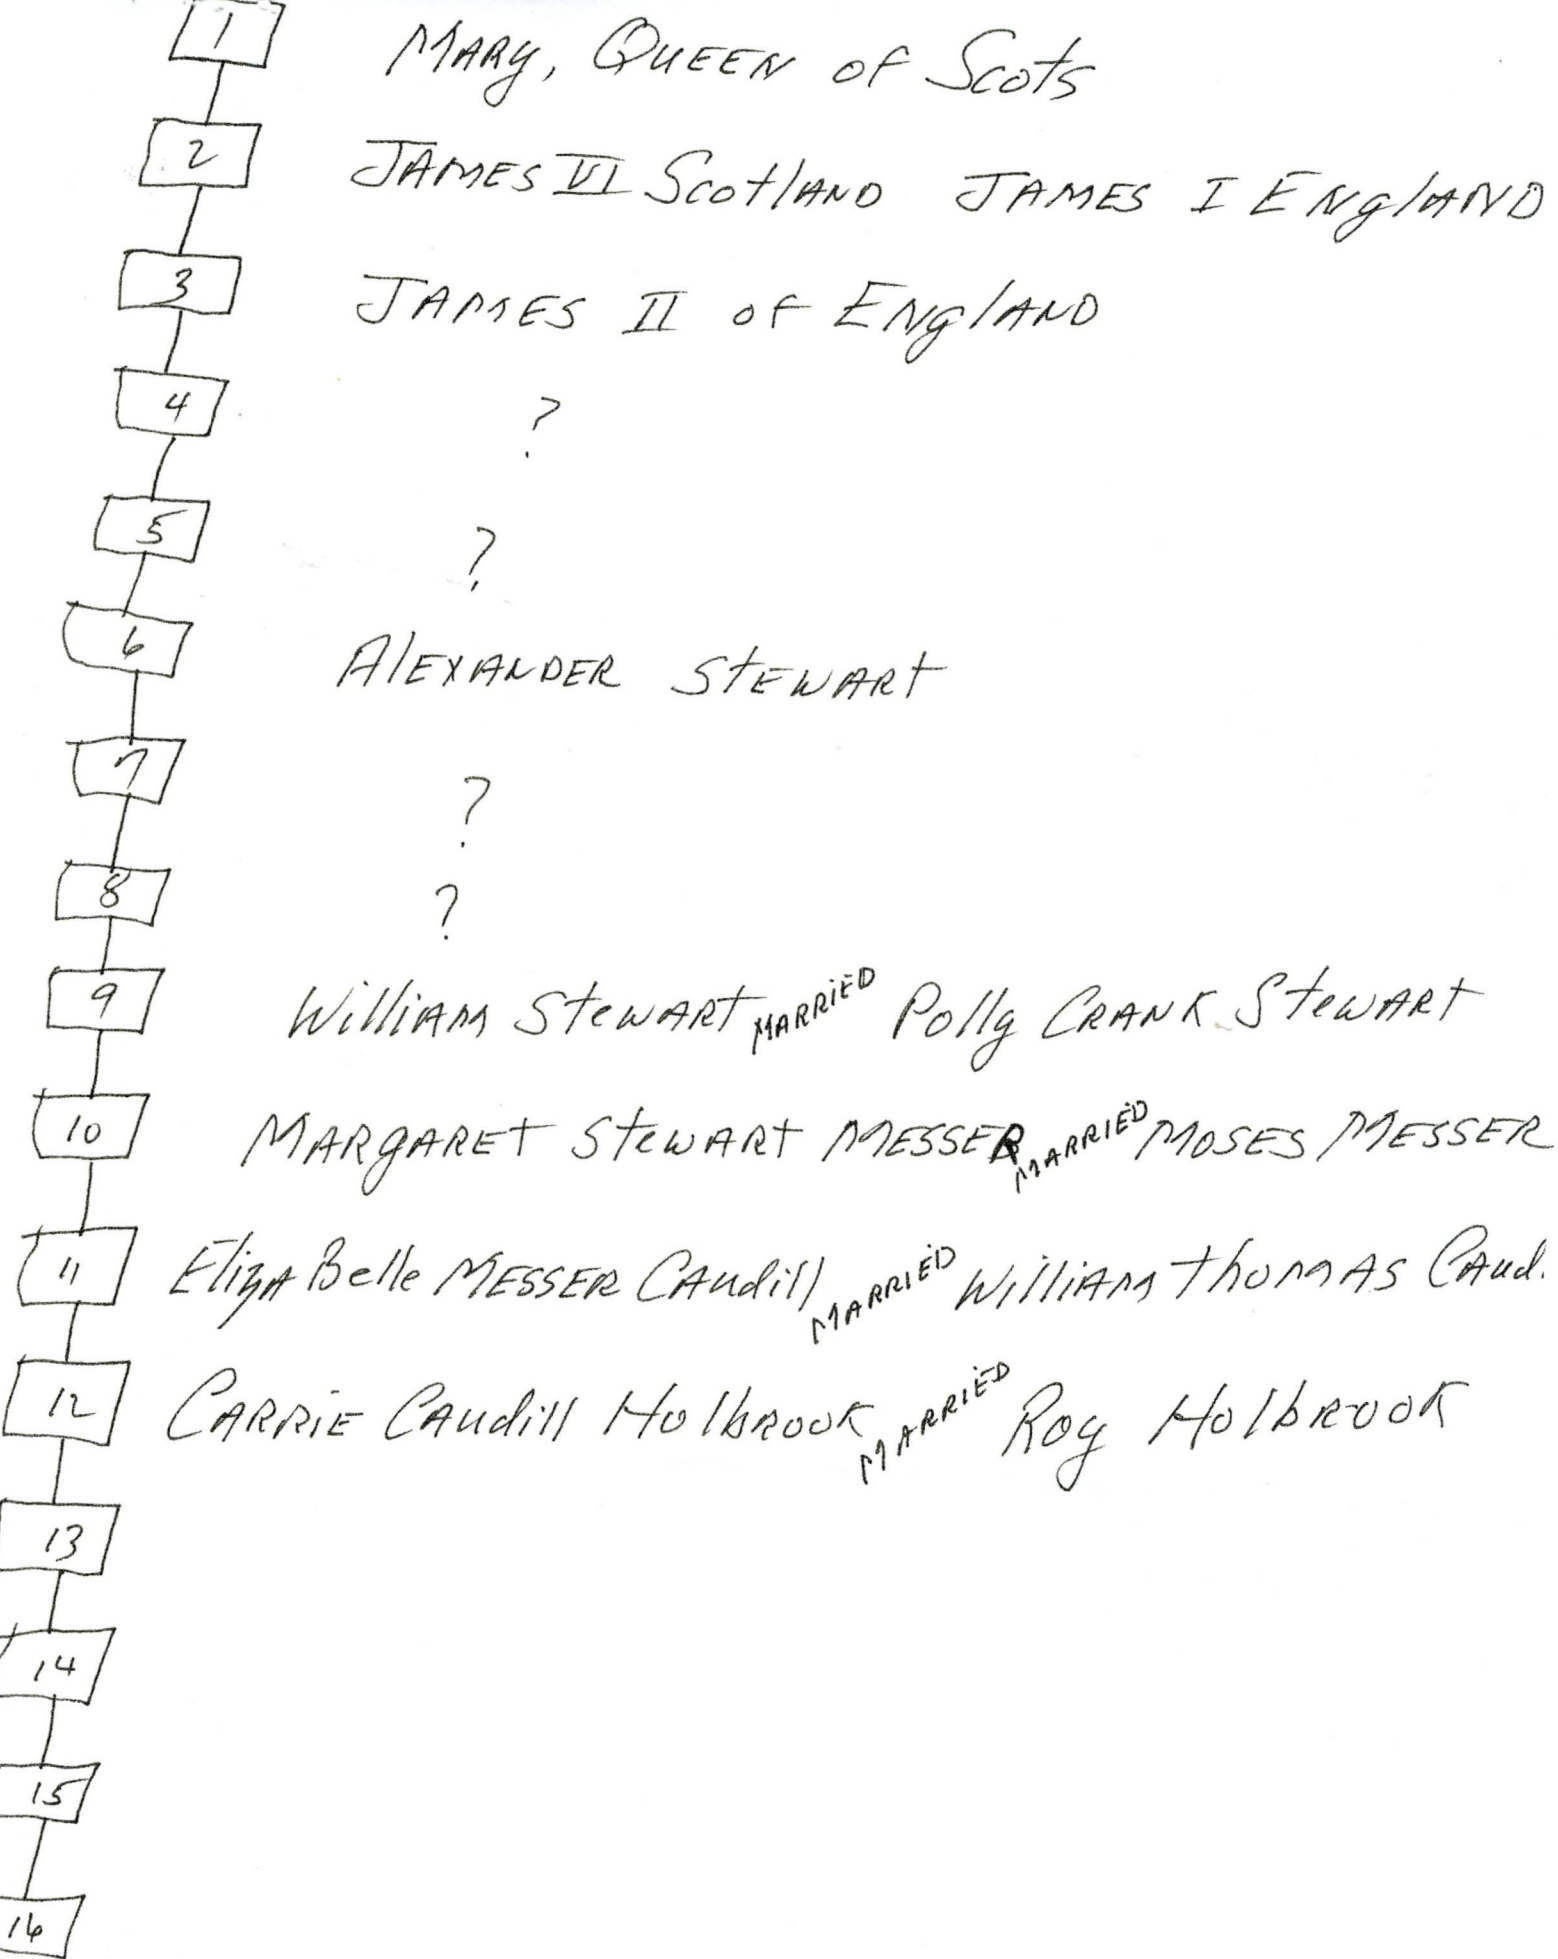 1 Mary, Queen of Scots
2 James VI Scotland James I England
3 James II of England
4 ?
5 ?
6 Alexander Stewart
7 ?
8 ?
9 William Stewart married Polly Crank Stewart
10 Margaret Stewart Messer married Moses Messer
11 Eliza Belle Messer Caudill married William Thomas Caud.
12 Carrie Caudill Holbrook married Roy Holbrook
13
14
15
16